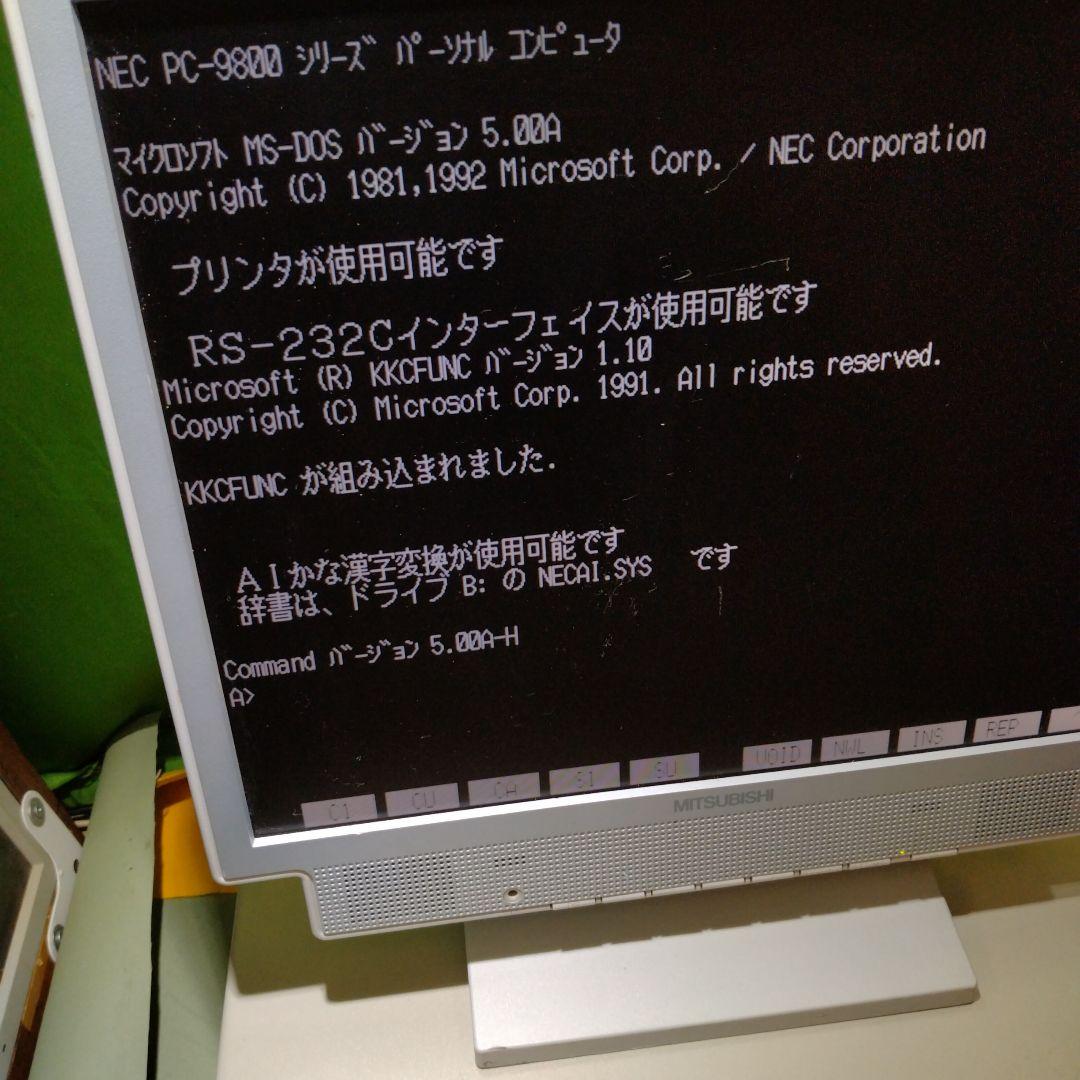 NEC PC-9800 ｼﾘｰｽﾞ ﾊﾟｰｿﾅﾙ ｺﾝﾋﾟｭｰﾀ
ﾏｲｸﾛｿﾌﾄ MS-DOS ﾊﾞｰｼﾞｮﾝ 5.00A
Copyright (C) 1981,1992 Microsoft Corp. / NEC Corporation
プリンタが使用可能です
RS-232Cインターフェイスが使用可能です
Microsoft (R) KKCFUNC ﾊﾞｰｼﾞｮﾝ 1.10
Copyright (C) Microsoft Corp. 1991. All rights reserved.
KKCFUNC が組み込まれました.
ＡＩかな漢字変換が使用可能です
辞書は、ドライブ B: の NECAI.SYS です
Command ﾊﾞｰｼﾞｮﾝ 5.00A-H
A>
C1 CU CA S1 SU VOID NWL INS REP
MITSUBISHI